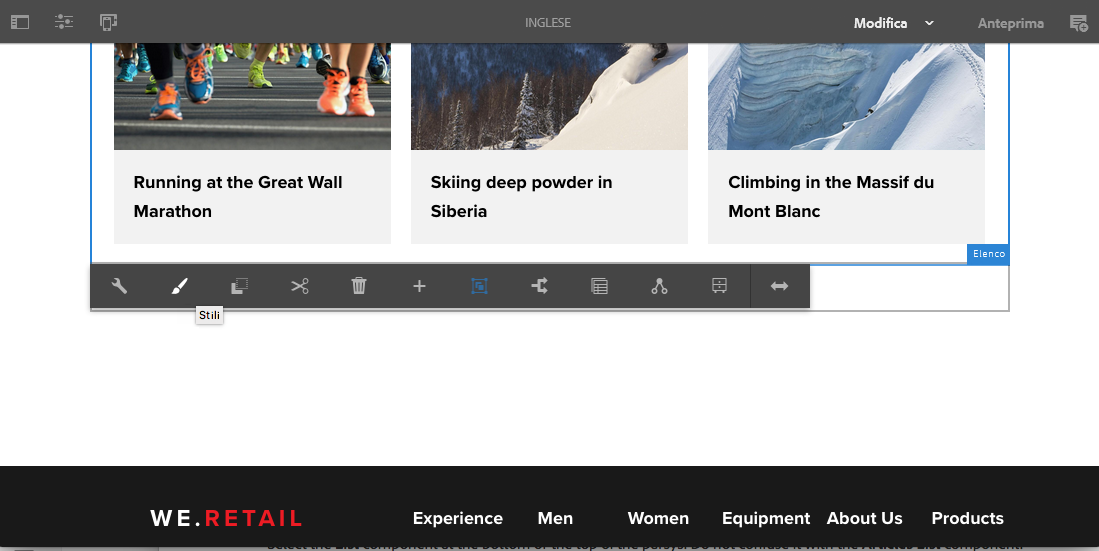 INGLESE
Modifica
Anteprima
Running at the Great Wall
Marathon
Skiing deep powder in
Siberia
Climbing in the Massif du
Mont Blanc
Elenco
Stili
WE.RETAIL
Experience
Men
Women
Equipment
About Us
Products